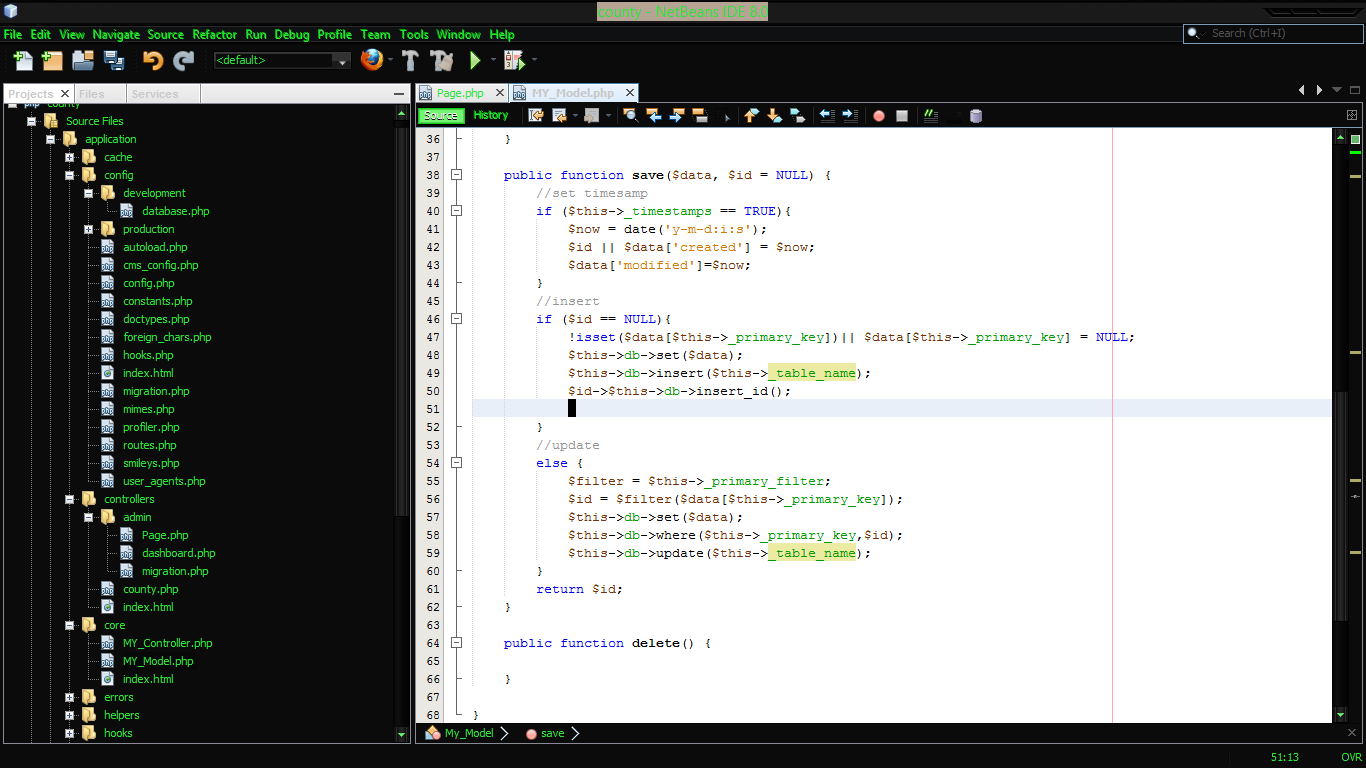 county - NetBeans IDE 8.0
File Edit View Navigate Source Refactor Run Debug Profile Team Tools Window Help
Search (Ctrl+I)
<default>
Projects Files Services
county
Source Files
application
cache
config
development
database.php
production
autoload.php
cms_config.php
config.php
constants.php
doctypes.php
foreign_chars.php
hooks.php
index.html
migration.php
mimes.php
profiler.php
routes.php
smileys.php
user_agents.php
controllers
admin
Page.php
dashboard.php
migration.php
county.php
index.html
core
MY_Controller.php
MY_Model.php
index.html
errors
helpers
hooks
Page.php MY_Model.php
Source History
36 }
37
38 public function save($data, $id = NULL) {
39 //set timesamp
40 if ($this->_timestamps == TRUE){
41 $now = date('y-m-d:i:s');
42 $id || $data['created'] = $now;
43 $data['modified']=$now;
44 }
45 //insert
46 if ($id == NULL){
47 !isset($data[$this->_primary_key])|| $data[$this->_primary_key] = NULL;
48 $this->db->set($data);
49 $this->db->insert($this->_table_name);
50 $id->$this->db->insert_id();
51
52 }
53 //update
54 else {
55 $filter = $this->_primary_filter;
56 $id = $filter($data[$this->_primary_key]);
57 $this->db->set($data);
58 $this->db->where($this->_primary_key,$id);
59 $this->db->update($this->_table_name);
60 }
61 return $id;
62 }
63
64 public function delete() {
65
66 }
67
68 }
My_Model save
51:13 OVR